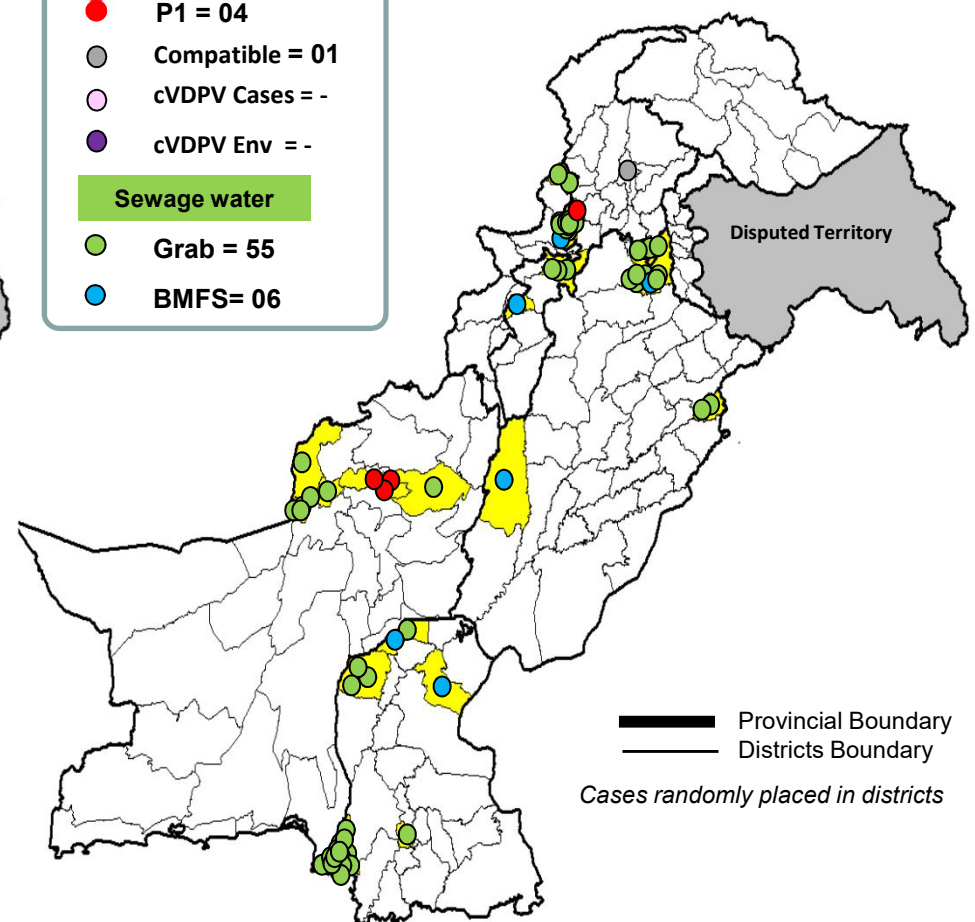 P1 = 04
Compatible = 01
cVDPV Cases = -
cVDPV Env = -
Sewage water
Grab = 55
BMFS= 06
Disputed Territory
Provincial Boundary
Districts Boundary
Cases randomly placed in districts